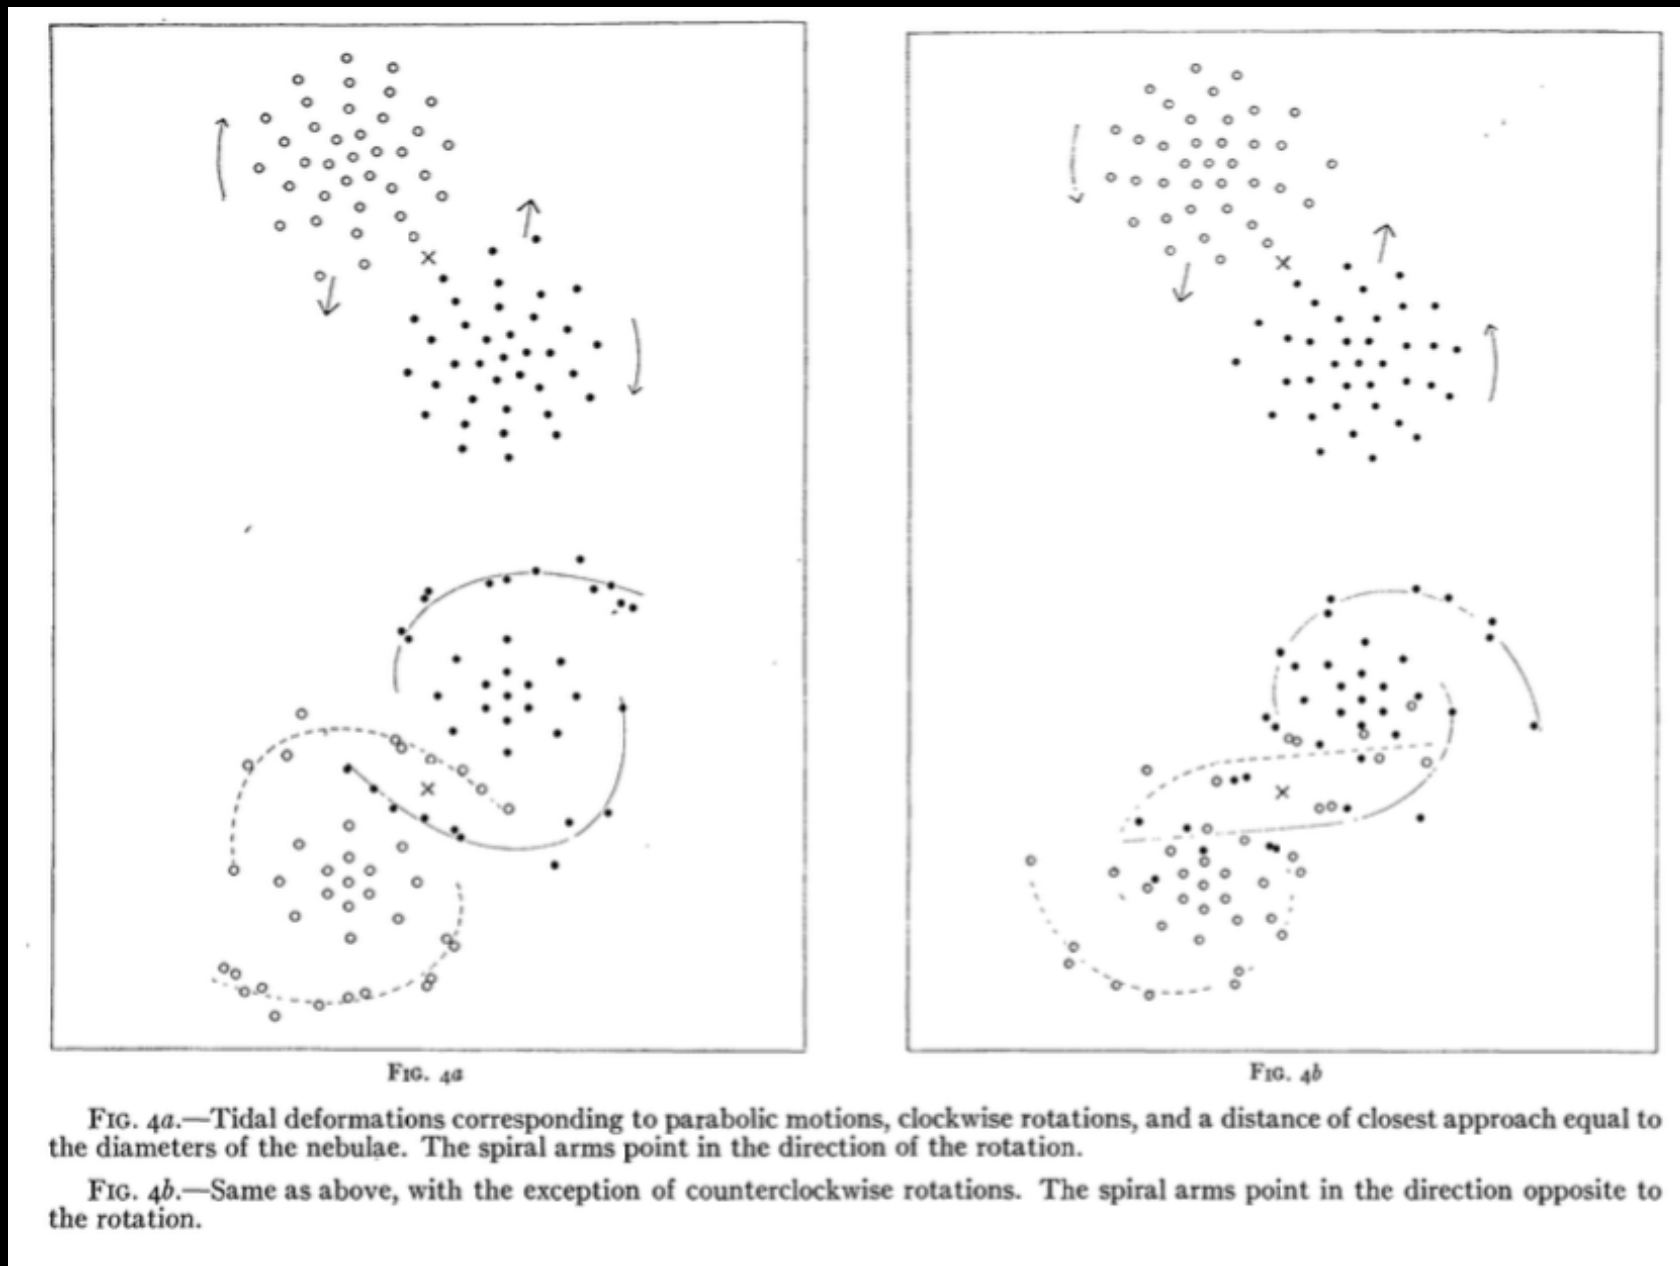 FIG. 4a
FIG. 4b
FIG. 4a.—Tidal deformations corresponding to parabolic motions, clockwise rotations, and a distance of closest approach equal to
the diameters of the nebulae. The spiral arms point in the direction of the rotation.
FIG. 4b.—Same as above, with the exception of counterclockwise rotations. The spiral arms point in the direction opposite to
the rotation.